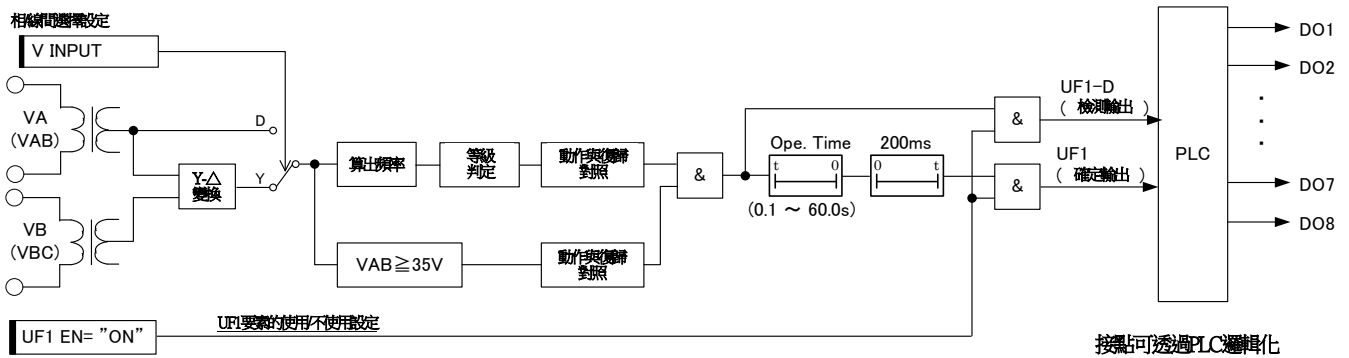 相/線間選擇設定
V INPUT
VA
(VAB)
VB
(VBC)
D
Y
Y-△
變換
算出頻率
等級
判定
動作與復歸
對照
VAB≧35V
動作與復歸
對照
&
Ope. Time
t 0
(0.1 ～ 60.0s)
200ms
0 t
&
&
UF1-D
( 檢測輸出 )
UF1
( 確定輸出 )
PLC
DO1
DO2
DO7
DO8
UF1 EN= ”ON”
UF1要素的使用/不使用設定
接點可透過PLC邏輯化